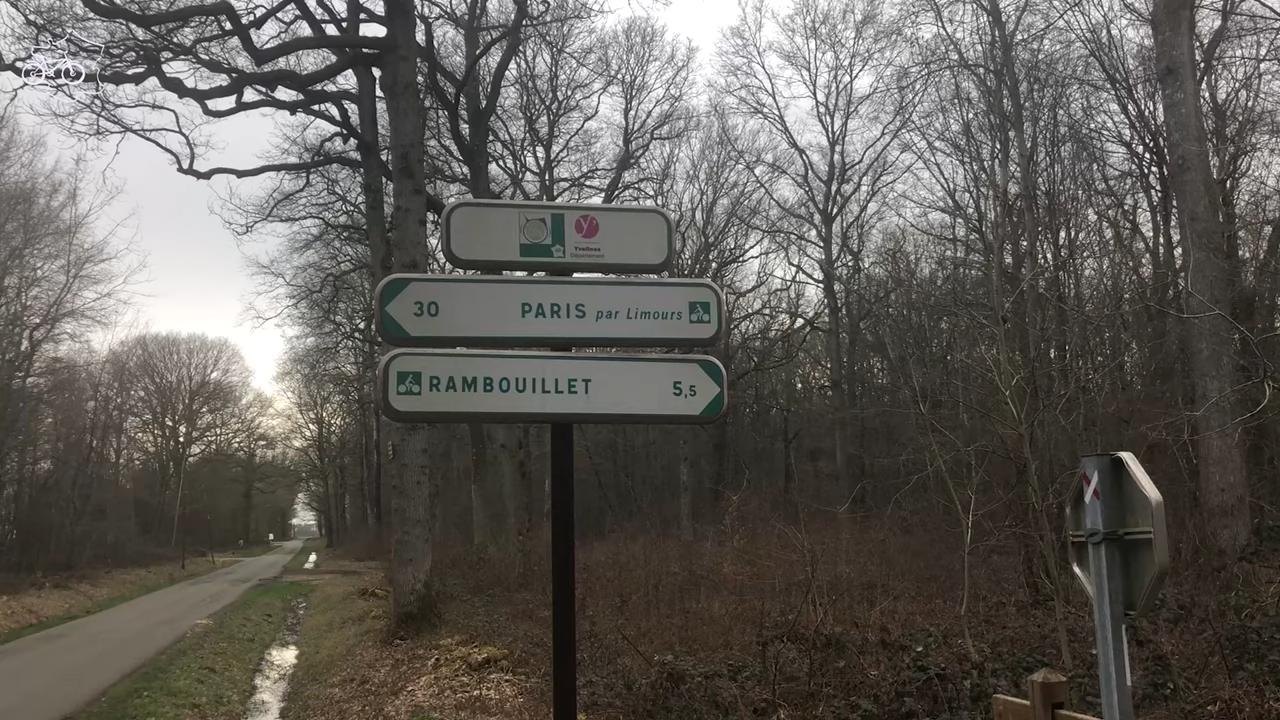 y'
Yvelines
Département
30 PARIS par Limours
RAMBOUILLET 5,5